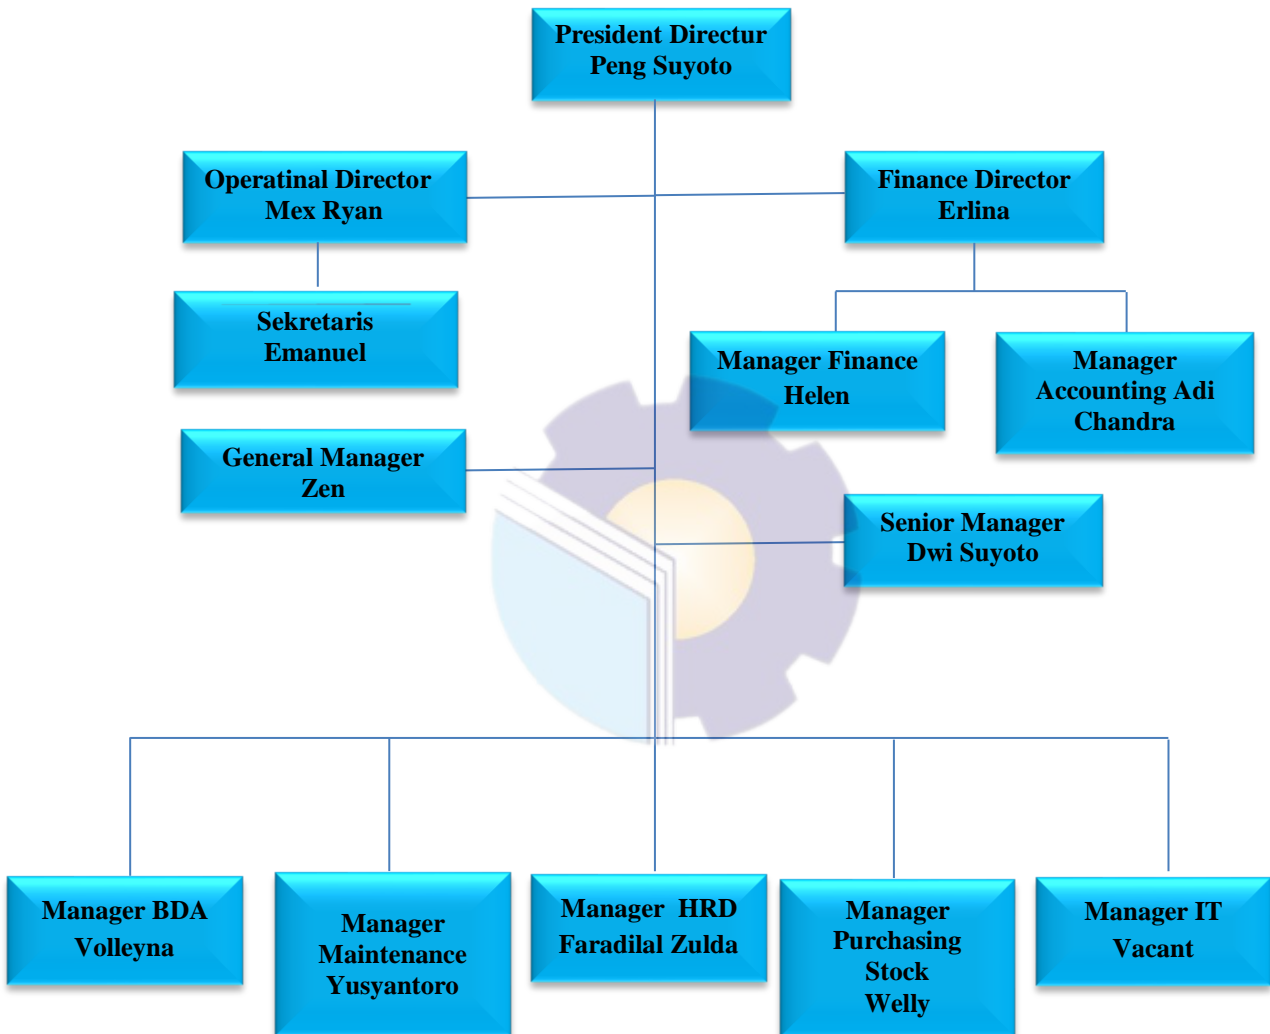 President Directur
Peng Suyoto
Operatinal Director
Mex Ryan
Finance Director
Erlina
Sekretaris
Emanuel
Manager Finance
Helen
Manager
Accounting Adi
Chandra
General Manager
Zen
Senior Manager
Dwi Suyoto
Manager BDA
Volleyna
Manager
Maintenance
Yusyantoro
Manager HRD
Faradilal Zulda
Manager
Purchasing
Stock
Welly
Manager IT
Vacant